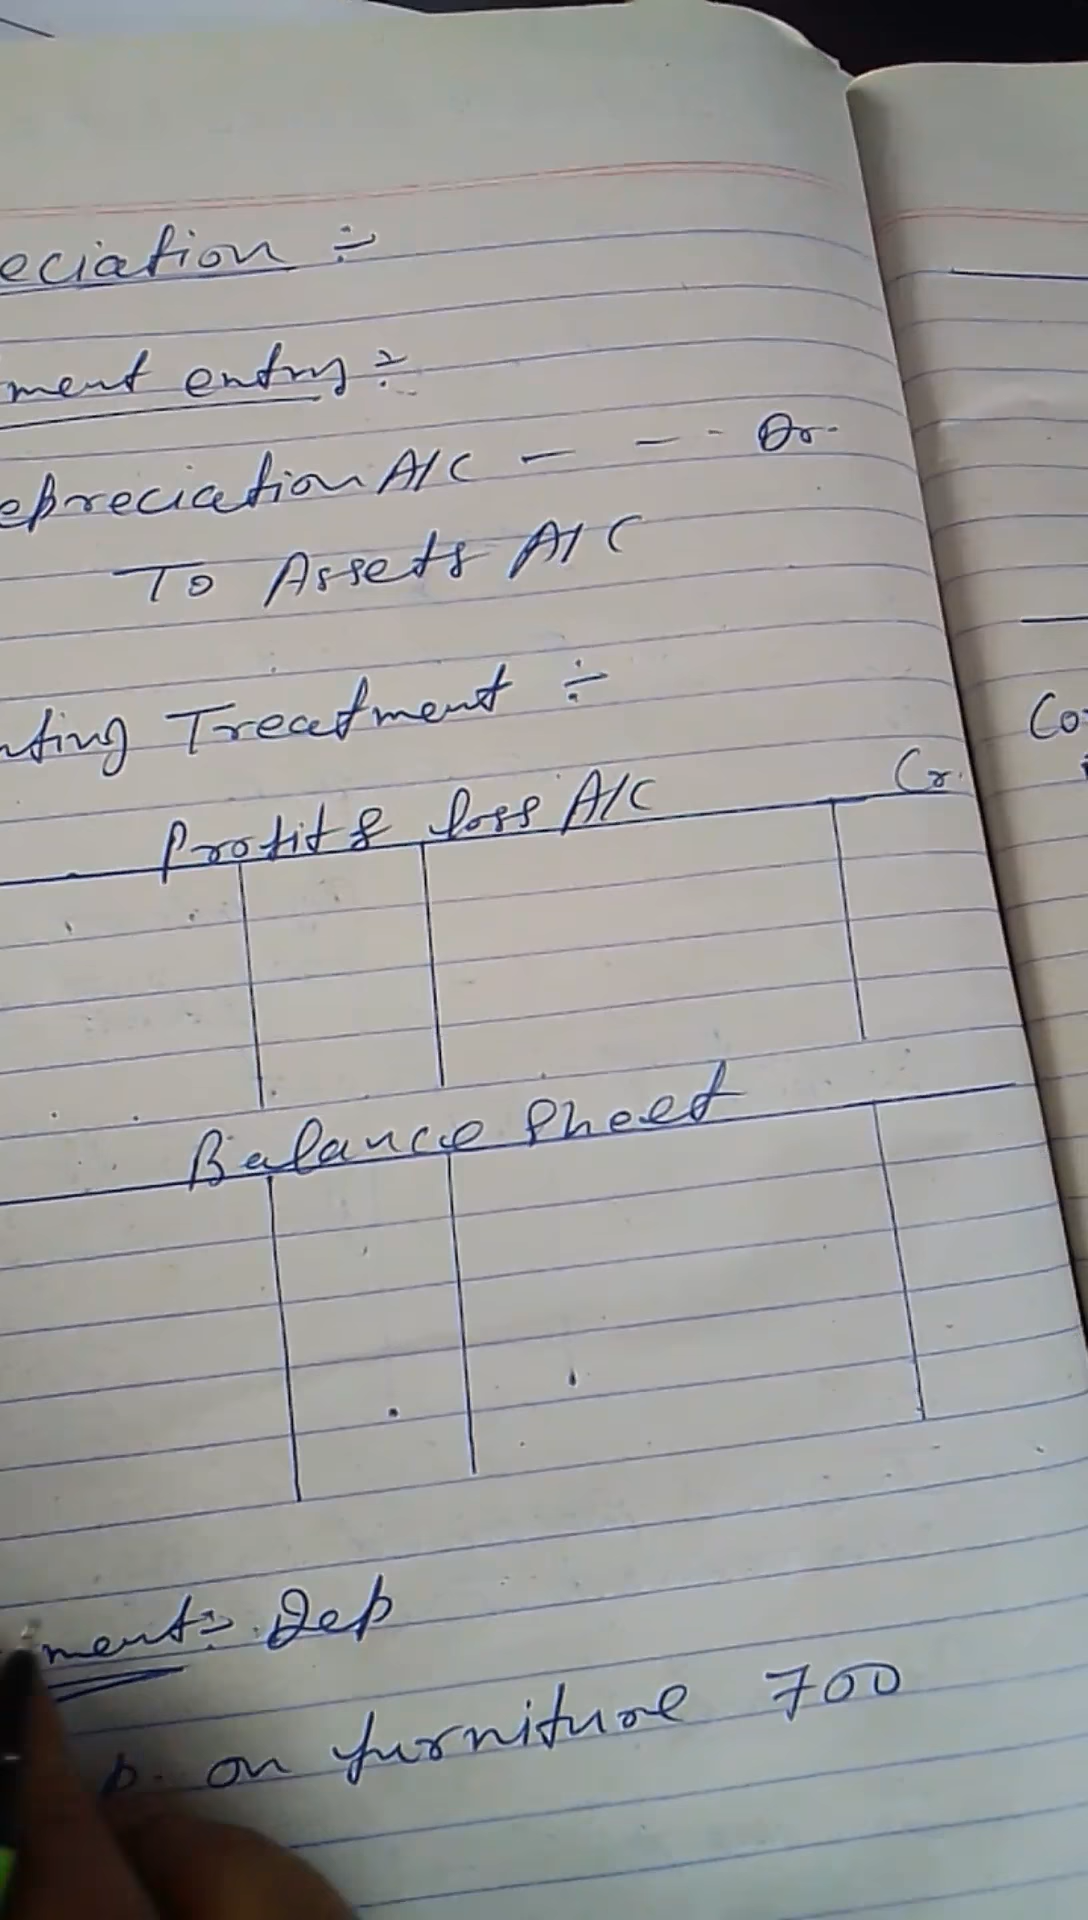 eciation ÷
ment entry ÷
epreciation A/C — — - Dr.
To Assets A/C
nting Treatment ÷
Cr.
Profit & loss A/C
Balance Sheet
ment:- Dep
p. on furniture 700
Co